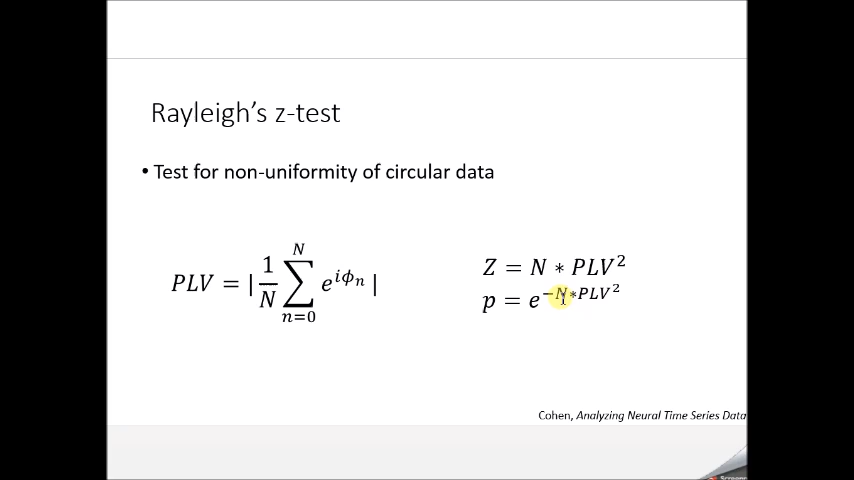 Rayleigh's z-test
• Test for non-uniformity of circular data
PLV = |1/N ∑_{n=0}^{N} e^{iϕ_n}|
Z = N ∗ PLV²
p = e^{−N∗PLV²}
Cohen, Analyzing Neural Time Series Data